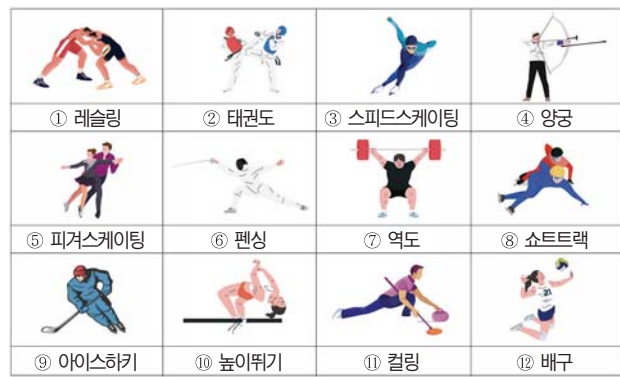 ① 레슬링
② 태권도
③ 스피드스케이팅
④ 양궁
⑤ 피겨스케이팅
⑥ 펜싱
⑦ 역도
⑧ 쇼트트랙
21
⑨ 아이스하키
⑩ 높이뛰기
⑪ 컬링
⑫ 배구